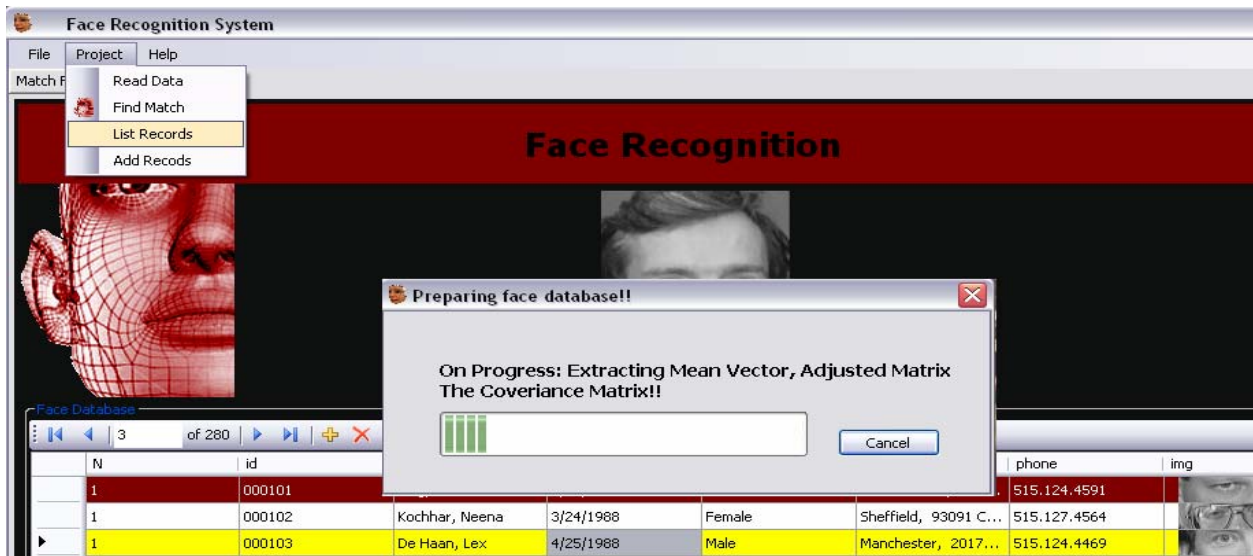 Face Recognition System
File Project Help
Match
Read Data
Find Match
List Records
Add Recods
Face Recognition
Preparing face database!!
On Progress: Extracting Mean Vector, Adjusted Matrix
The Coveriance Matrix!!
Cancel
Face Database
3 of 280
N id phone img
1 000101 515.124.4591
1 000102 Kochhar, Neena 3/24/1988 Female Sheffield, 93091 C... 515.127.4564
1 000103 De Haan, Lex 4/25/1988 Male Manchester, 2017... 515.124.4469